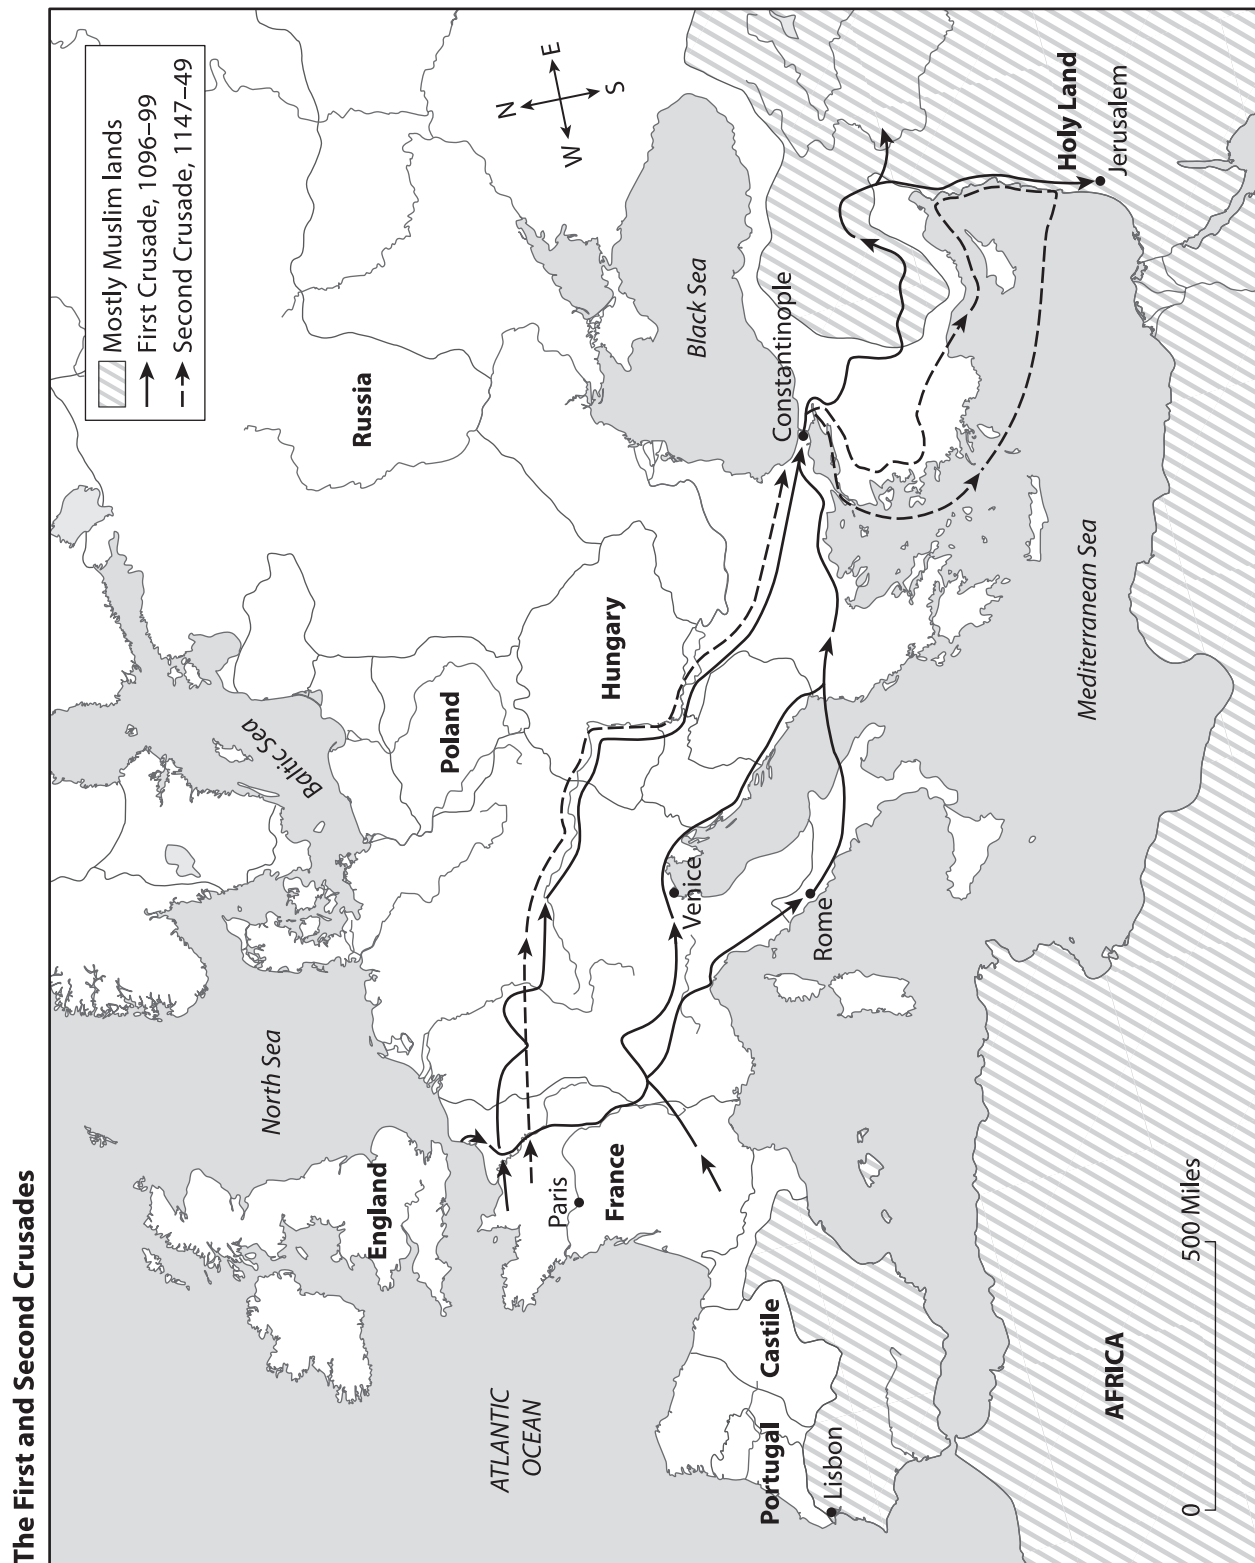 The First and Second Crusades
Mostly Muslim lands
First Crusade, 1096–99
Second Crusade, 1147–49
N
W
E
S
Baltic Sea
North Sea
Russia
Poland
England
Hungary
Black Sea
ATLANTIC
OCEAN
Paris
France
Venice
Constantinople
Portugal
Castile
Lisbon
Rome
Holy Land
Jerusalem
Mediterranean Sea
AFRICA
0
500 Miles